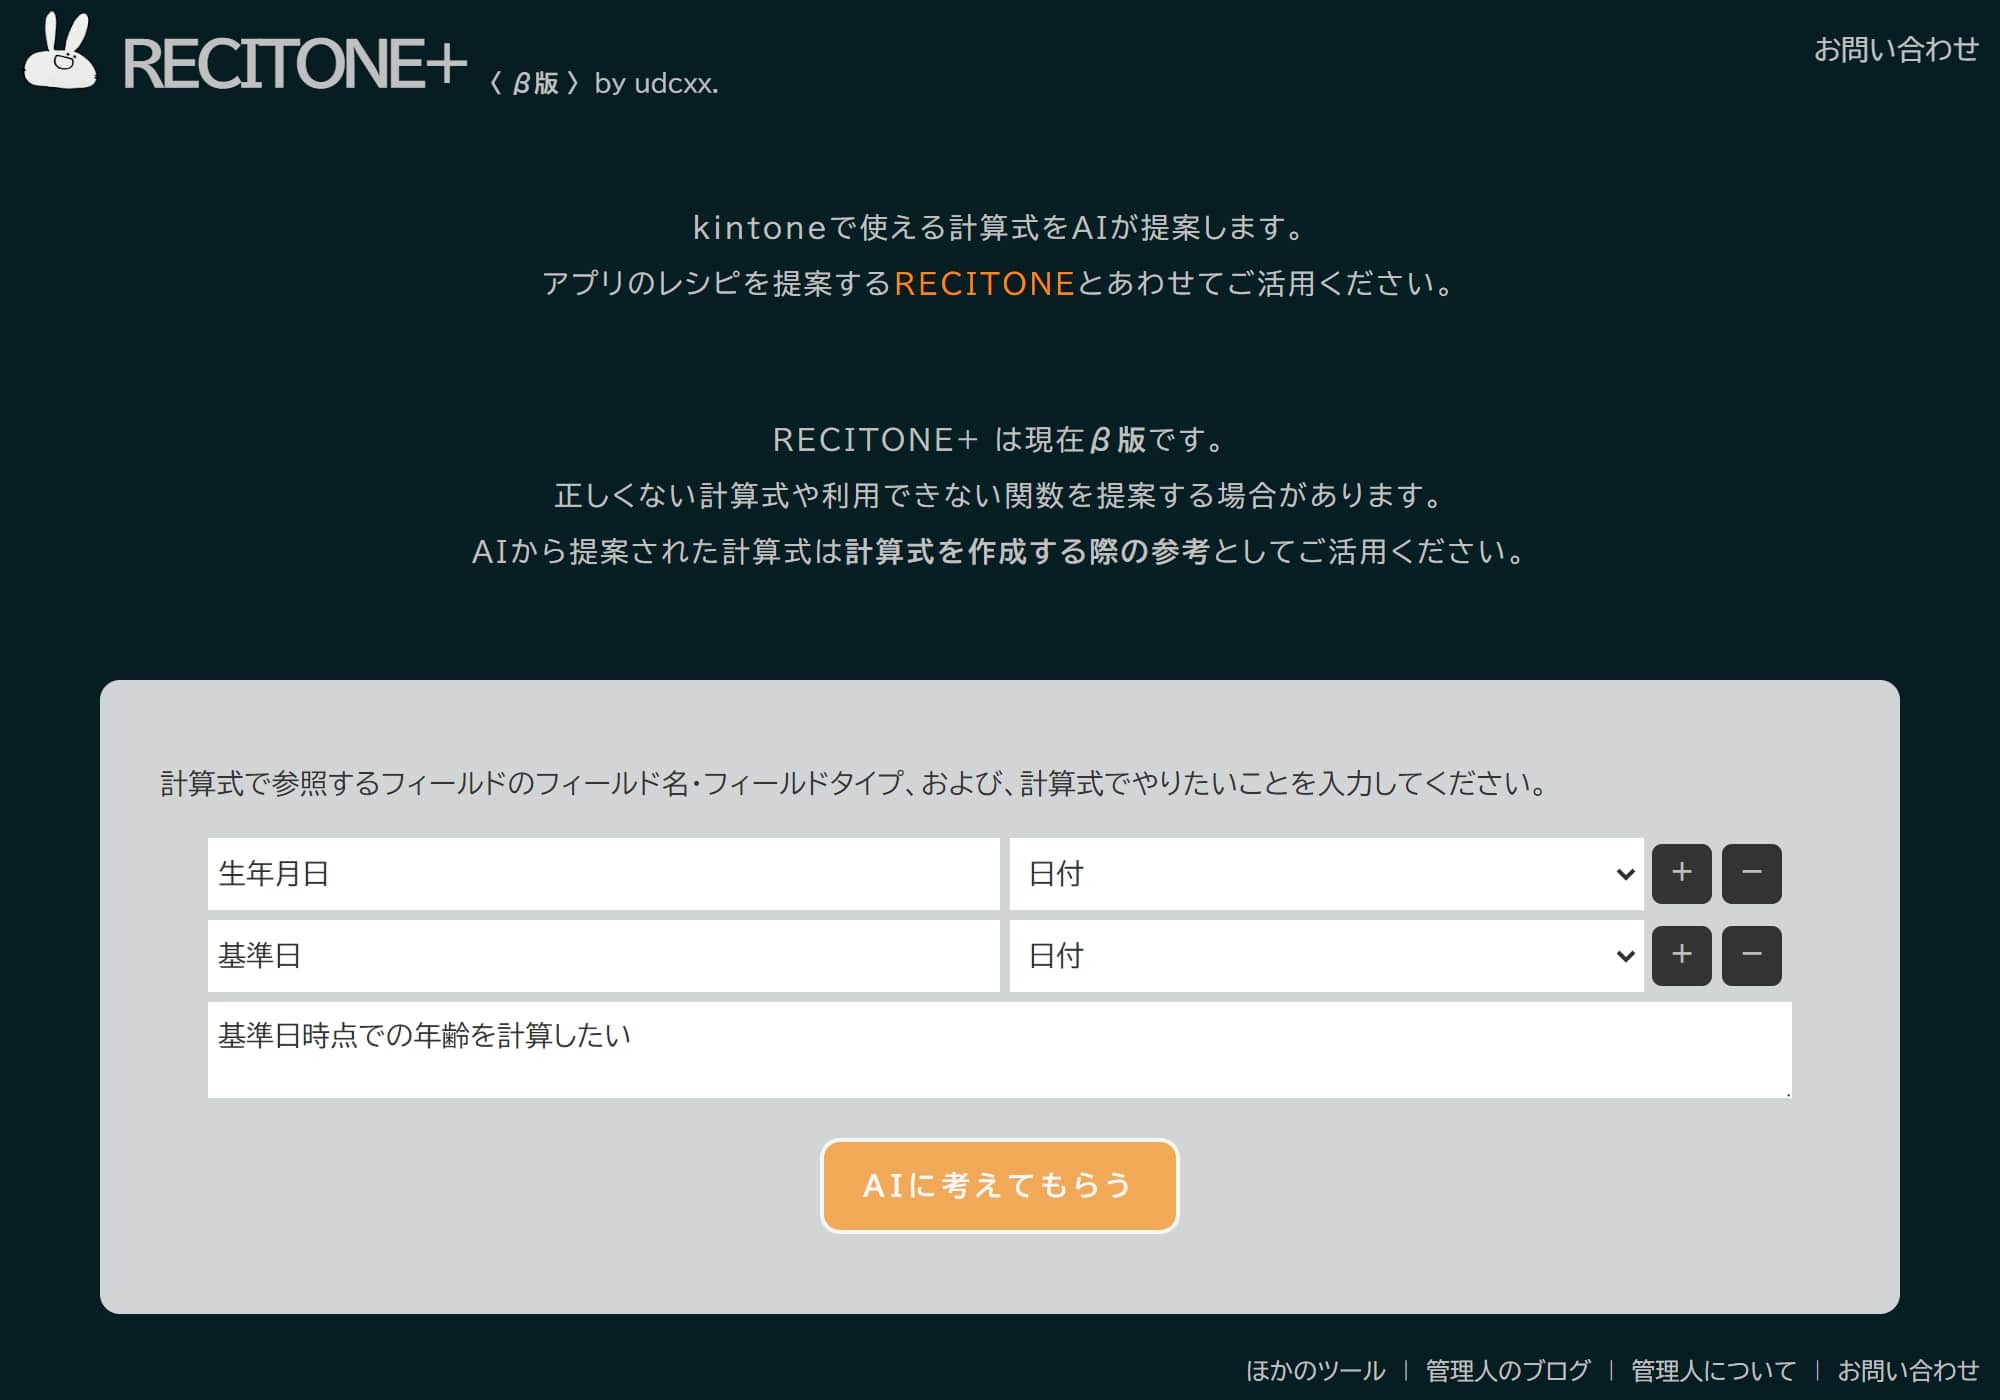 RECITONE+ 〈 β版 〉 by udcxx.
お問い合わせ
kintoneで使える計算式をAIが提案します。
アプリのレシピを提案するRECITONEとあわせてご活用ください。
RECITONE+ は現在β版です。
正しくない計算式や利用できない関数を提案する場合があります。
AIから提案された計算式は計算式を作成する際の参考としてご活用ください。
計算式で参照するフィールドのフィールド名・フィールドタイプ、および、計算式でやりたいことを入力してください。
生年月日 日付 + −
基準日 日付 + −
基準日時点での年齢を計算したい
AIに考えてもらう
ほかのツール | 管理人のブログ | 管理人について | お問い合わせ